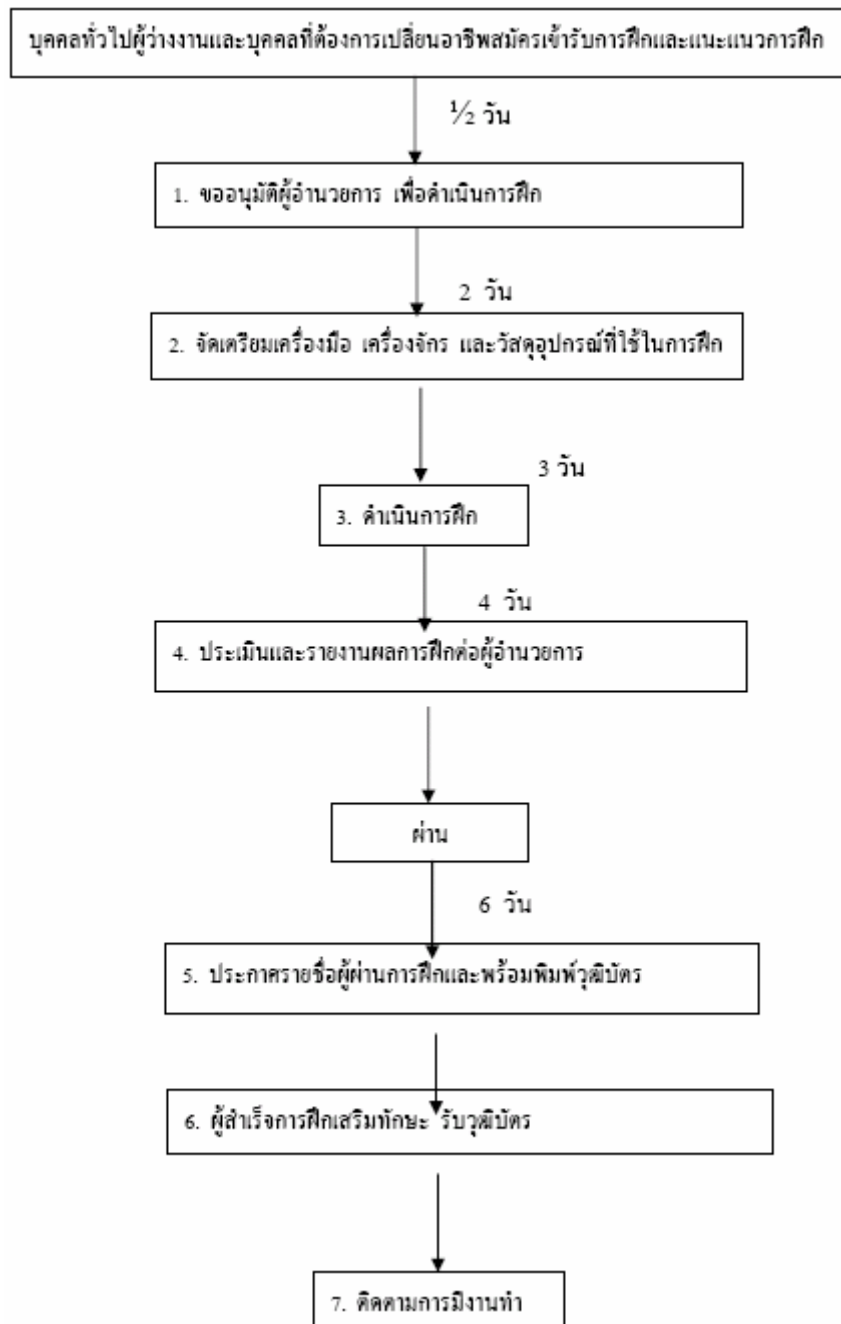 บุคคลทั่วไปผู้ว่างงานและบุคคลที่ต้องการเปลี่ยนอาชีพสมัครเข้ารับการฝึกและแนะแนวการฝึก
½ วัน
1. ขออนุมัติผู้อำนวยการ เพื่อดำเนินการฝึก
2 วัน
2. จัดเตรียมเครื่องมือ เครื่องจักร และวัสดุอุปกรณ์ที่ใช้ในการฝึก
3 วัน
3. ดำเนินการฝึก
4 วัน
4. ประเมินและรายงานผลการฝึกต่อผู้อำนวยการ
ผ่าน
6 วัน
5. ประกาศรายชื่อผู้ผ่านการฝึกและพร้อมพิมพ์วุฒิบัตร
6. ผู้สำเร็จการฝึกเสริมทักษะ รับวุฒิบัตร
7. ติดตามการมีงานทำ